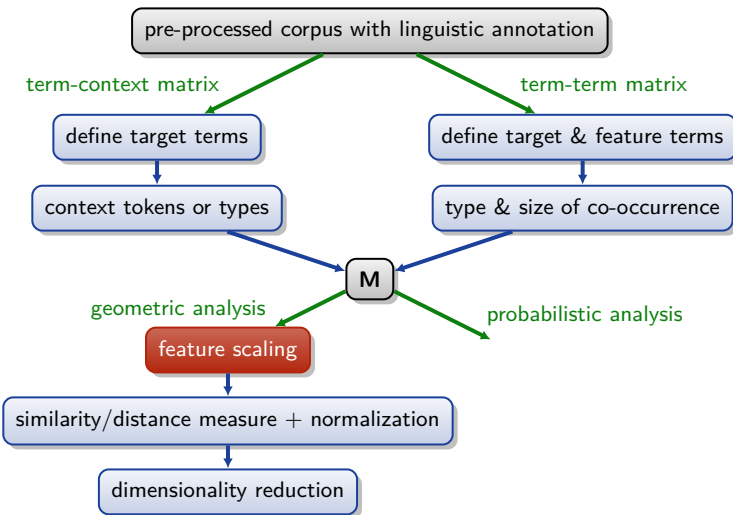 pre-processed corpus with linguistic annotation
term-context matrix
term-term matrix
define target terms
define target & feature terms
context tokens or types
type & size of co-occurrence
M
geometric analysis
probabilistic analysis
feature scaling
similarity/distance measure + normalization
dimensionality reduction